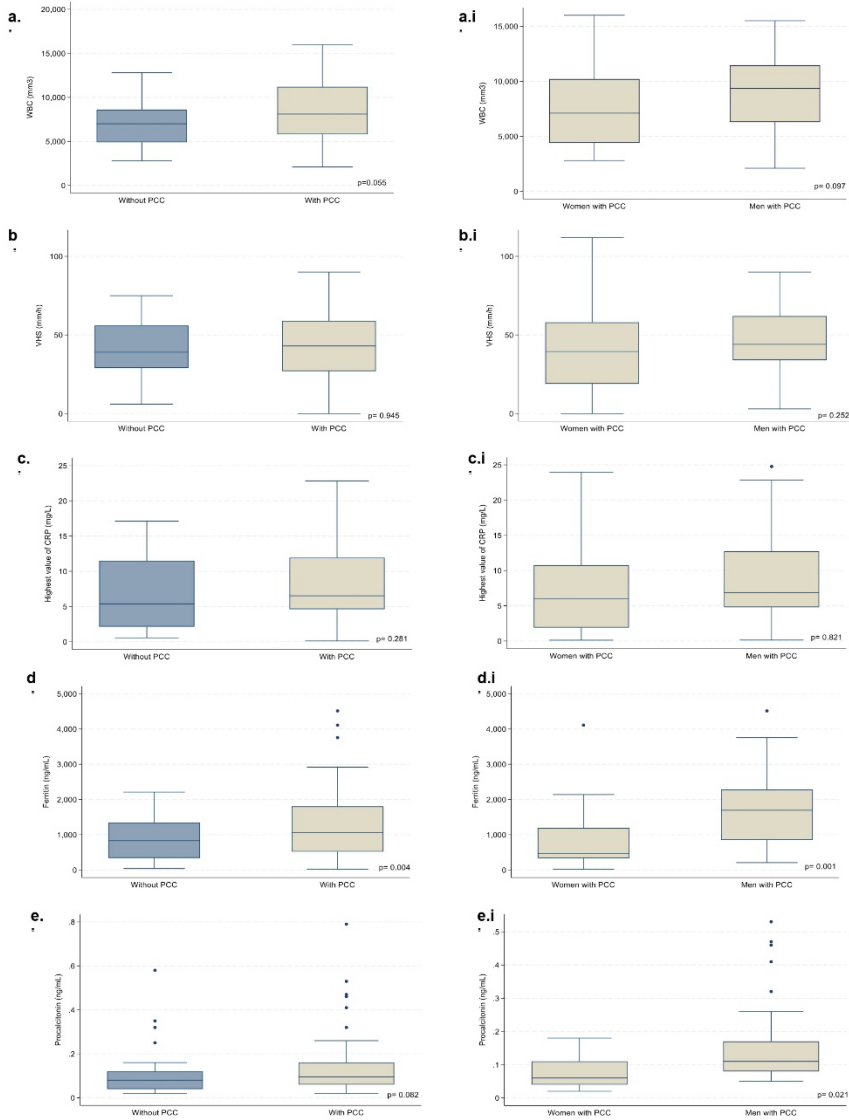 a.
20,000
15,000
10,000
5,000
0
WBC (mm3)
Without PCC
With PCC
p=0.055
a.i
15,000
10,000
5,000
0
WBC (mm3)
Women with PCC
Men with PCC
p= 0.097
b
100
50
0
VHS (mm/h)
Without PCC
With PCC
p= 0.945
b.i
100
50
0
VHS (mm/h)
Women with PCC
Men with PCC
p= 0.252
c.
25
20
15
10
5
0
Highest value of CRP (mg/L)
Without PCC
With PCC
p= 0.281
c.i
25
20
15
10
5
0
Highest value of CRP (mg/L)
Women with PCC
Men with PCC
p= 0.821
d
5,000
4,000
3,000
2,000
1,000
0
Ferritin (ng/mL)
Without PCC
With PCC
p= 0.004
d.i
5,000
4,000
3,000
2,000
1,000
0
Ferritin (ng/mL)
Women with PCC
Men with PCC
p= 0.001
e.
.8
.6
.4
.2
0
Procalcitonin (ng/mL)
Without PCC
With PCC
p= 0.082
e.i
.5
.4
.3
.2
.1
0
Procalcitonin (ng/mL)
Women with PCC
Men with PCC
p= 0.021